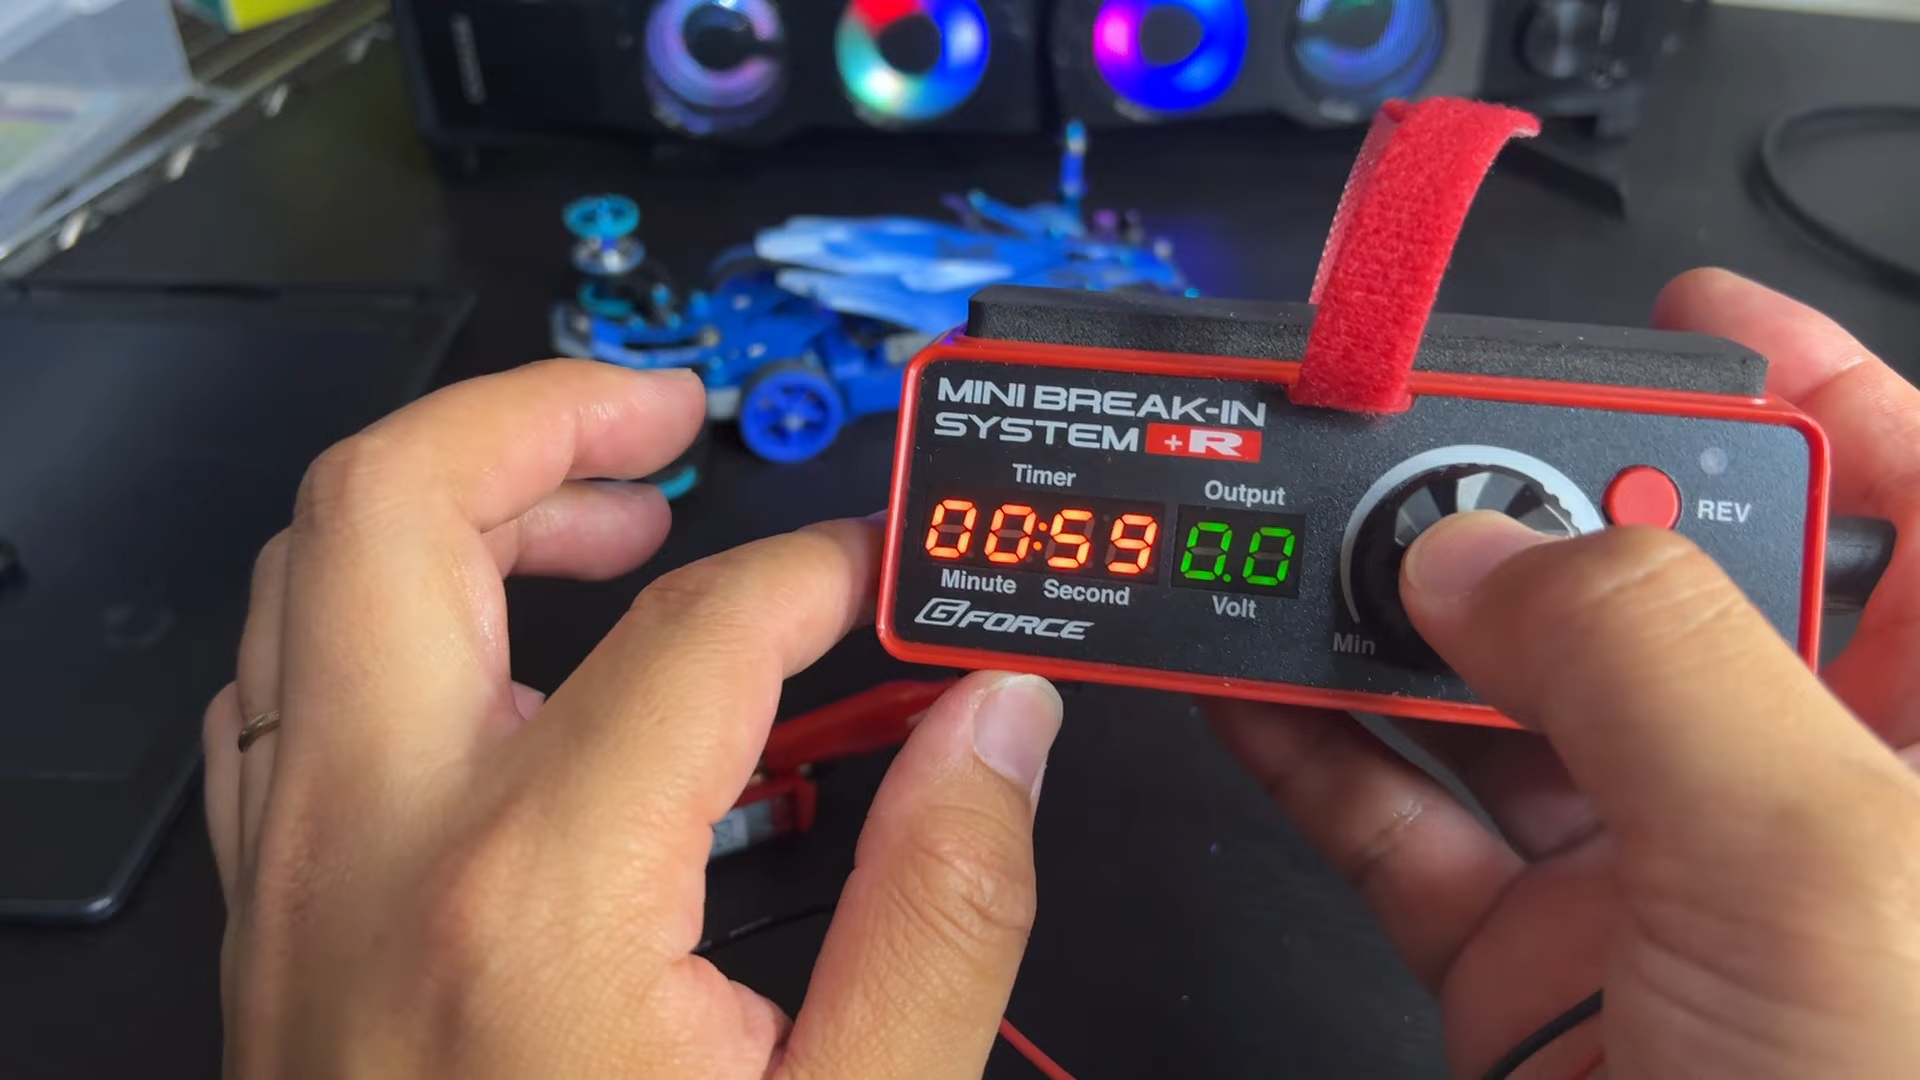 MINI BREAK-IN
SYSTEM +R
Timer
Output
00:59
0.0
REV
Minute
Second
Volt
GFORCE
Min